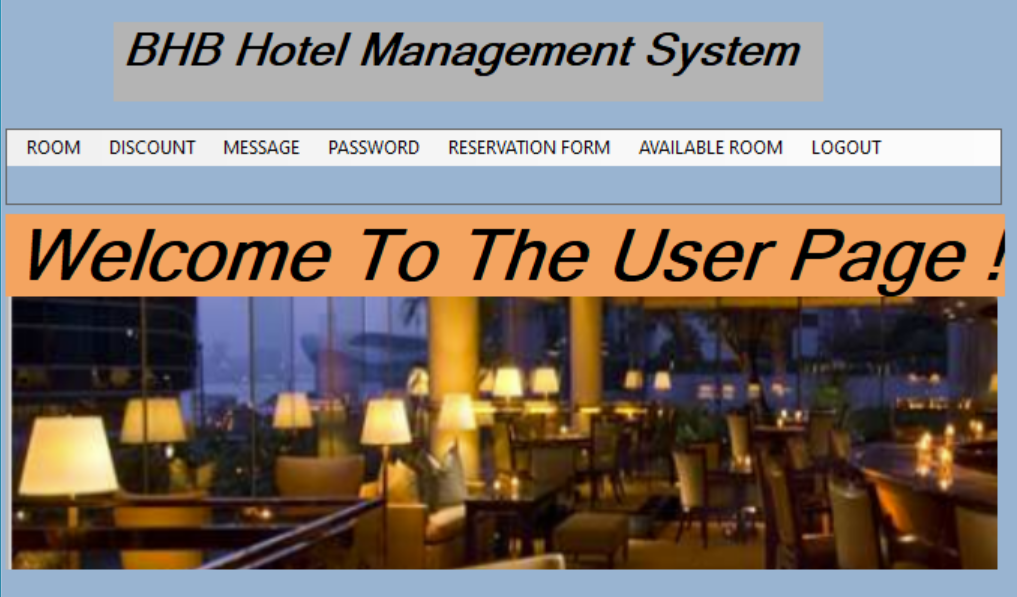 BHB Hotel Management System
ROOM DISCOUNT MESSAGE PASSWORD RESERVATION FORM AVAILABLE ROOM LOGOUT
Welcome To The User Page !